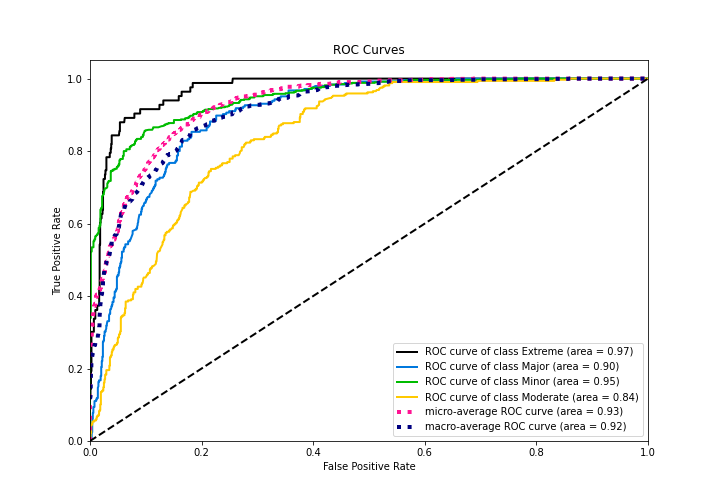 ROC Curves
1.0
0.8
0.6
0.4
0.2
0.0
True Positive Rate
0.0 0.2 0.4 0.6 0.8 1.0
False Positive Rate
ROC curve of class Extreme (area = 0.97)
ROC curve of class Major (area = 0.90)
ROC curve of class Minor (area = 0.95)
ROC curve of class Moderate (area = 0.84)
micro-average ROC curve (area = 0.93)
macro-average ROC curve (area = 0.92)